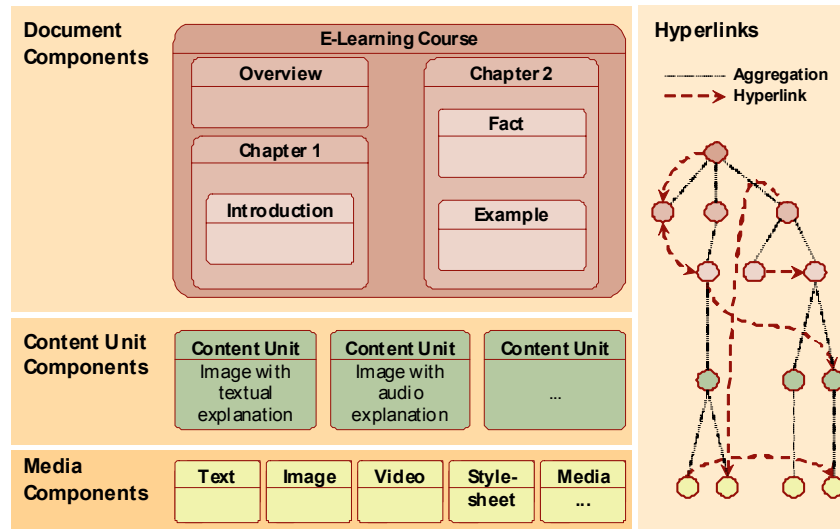 Document
Components
E-Learning Course
Overview
Chapter 1
Introduction
Chapter 2
Fact
Example
Content Unit
Components
Content Unit
Image with
textual
explanation
Content Unit
Image with
audio
explanation
Content Unit
...
Media
Components
Text
Image
Video
Style-
sheet
Media
...
Hyperlinks
Aggregation
Hyperlink